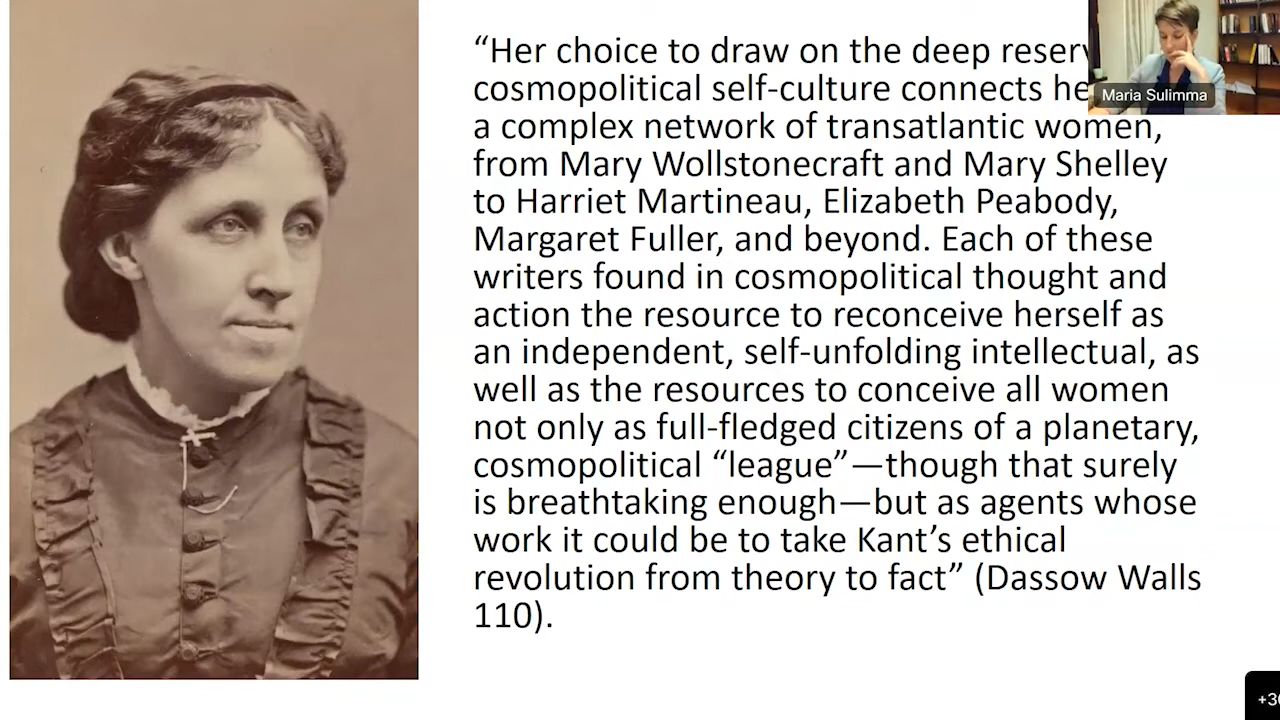 “Her choice to draw on the deep
cosmopolitical self-culture connects
a complex network of transatlantic women,
from Mary Wollstonecraft and Mary Shelley
to Harriet Martineau, Elizabeth Peabody,
Margaret Fuller, and beyond. Each of these
writers found in cosmopolitical thought and
action the resource to reconceive herself as
an independent, self-unfolding intellectual, as
well as the resources to conceive all women
not only as full-fledged citizens of a planetary,
cosmopolitical “league”—though that surely
is breathtaking enough—but as agents whose
work it could be to take Kant’s ethical
revolution from theory to fact” (Dassow Walls
110).
Maria Sulimma